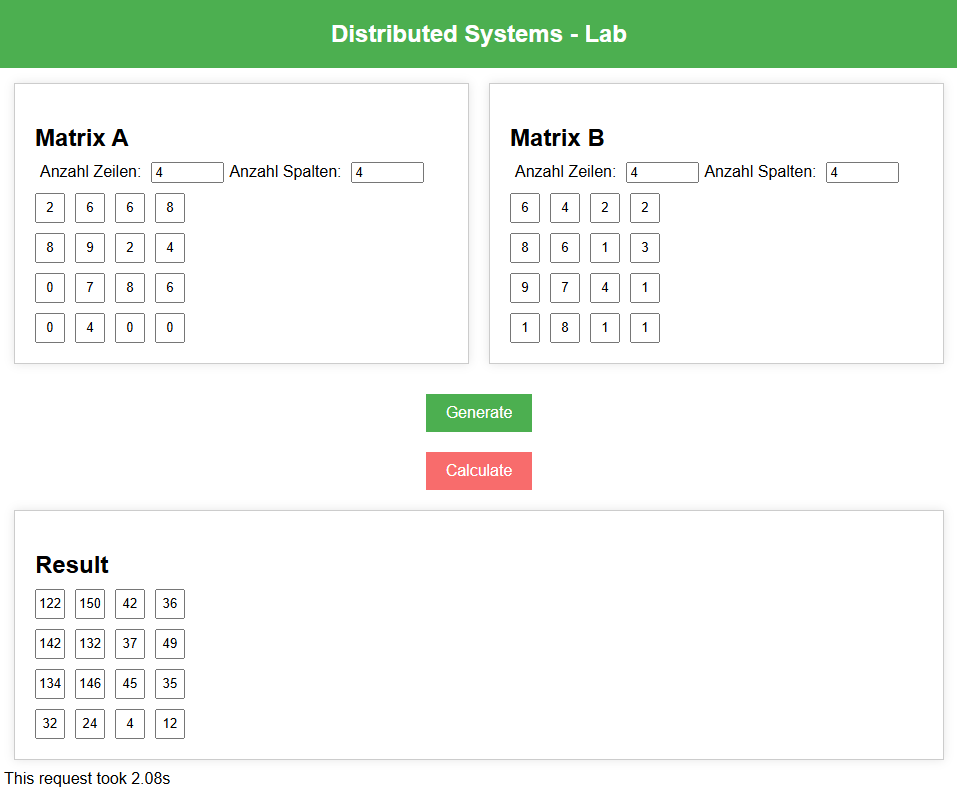 Distributed Systems - Lab
Matrix A
Anzahl Zeilen: 4 Anzahl Spalten: 4
2 6 6 8
8 9 2 4
0 7 8 6
0 4 0 0
Matrix B
Anzahl Zeilen: 4 Anzahl Spalten: 4
6 4 2 2
8 6 1 3
9 7 4 1
1 8 1 1
Generate
Calculate
Result
122 150 42 36
142 132 37 49
134 146 45 35
32 24 4 12
This request took 2.08s